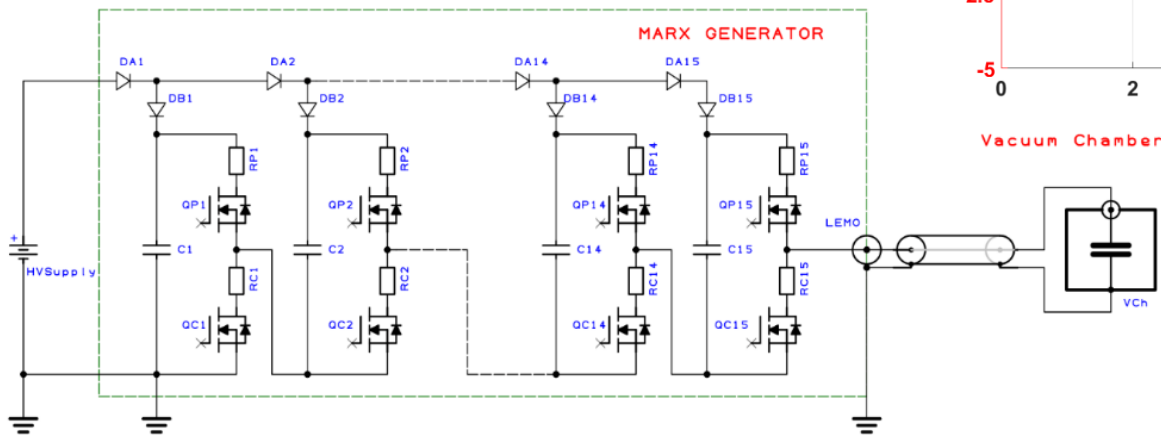 2.5
MARX GENERATOR
-5
0
2
DA1
DA2
DA14
DA15
DB1
DB2
DB14
DB15
Vacuum Chamber
RP1
RP2
RP14
RP15
QP1
QP2
QP14
QP15
LEMO
+
HVSupply
C1
C2
C14
C15
RC1
RC2
RC14
RC15
QC1
QC2
QC14
QC15
VCh